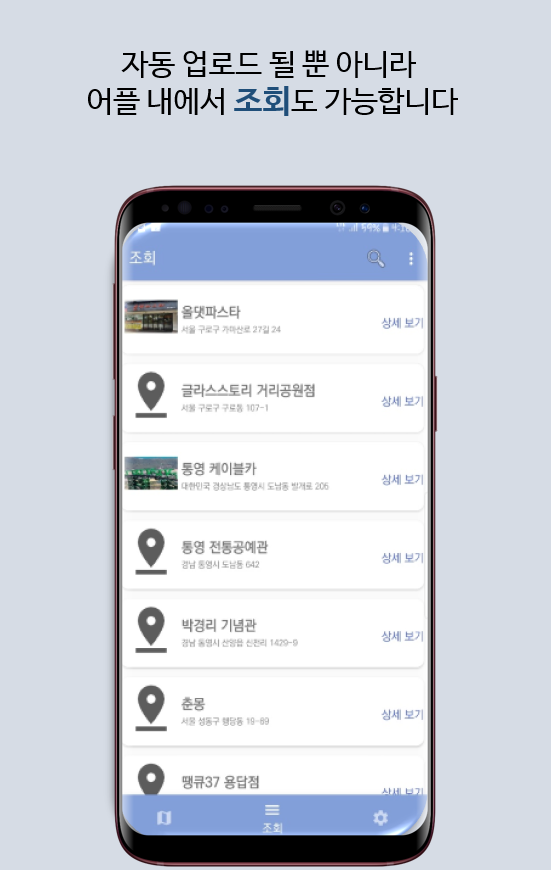 자동 업로드 될 뿐 아니라
어플 내에서 조회도 가능합니다
59%
조회
올댓파스타
서울 구로구 가마산로 27길 24
상세 보기
글라스스토리 거리공원점
서울 구로구 구로동 107-1
상세 보기
통영 케이블카
대한민국 경상남도 통영시 도남동 발개로 205
상세 보기
통영 전통공예관
경남 통영시 도남동 642
상세 보기
박경리 기념관
경남 통영시 산양읍 신전리 1429-9
상세 보기
춘몽
서울 성동구 행당동 19-69
상세 보기
땡큐37 용답점
상세 보기
조회